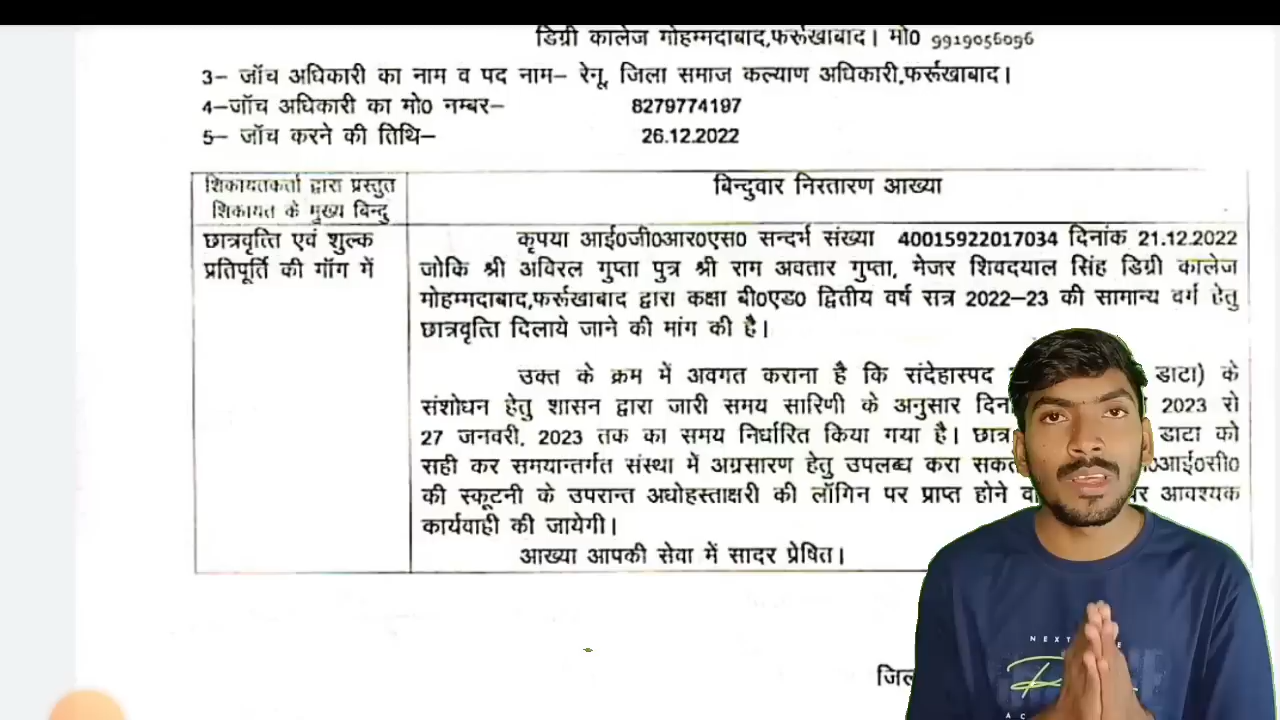 डिग्री कालेज मोहम्मदाबाद,फर्रूखाबाद। मो0 9919056096
3– जॉच अधिकारी का नाम व पद नाम– रेनू, जिला समाज कल्याण अधिकारी,फर्रूखाबाद।
4–जॉच अधिकारी का मो0 नम्बर– 8279774197
5– जॉच करने की तिथि– 26.12.2022
शिकायतकर्ता द्वारा प्रस्तुत
शिकायत के मुख्य बिन्दु
बिन्दुवार निस्तारण आख्या
छात्रवृत्ति एवं शुल्क
प्रतिपूर्ति की मॉग में
कृपया आई0जी0आर0एस0 सन्दर्भ संख्या 40015922017034 दिनांक 21.12.2022
जोकि श्री अविरल गुप्ता पुत्र श्री राम अवतार गुप्ता, मेजर शिवदयाल सिंह डिग्री कालेज
मोहम्मदाबाद,फर्रूखाबाद द्वारा कक्षा बी0एड0 द्वितीय वर्ष सत्र 2022–23 की सामान्य वर्ग हेतु
छात्रवृत्ति दिलाये जाने की मांग की है।
उक्त के क्रम में अवगत कराना है कि संदेहास्पद डाटा) के
संशोधन हेतु शासन द्वारा जारी समय सारिणी के अनुसार 2023 से
27 जनवरी, 2023 तक का समय निर्धारित किया गया है। डाटा को
सही कर समयान्तर्गत संस्था में अग्रसारण हेतु उपलब्ध करा
की स्कूटनी के उपरान्त अधोहस्ताक्षरी की लॉगिन पर प्राप्त होने आवश्यक
कार्यवाही की जायेगी।
आख्या आपकी सेवा में सादर प्रेषित।